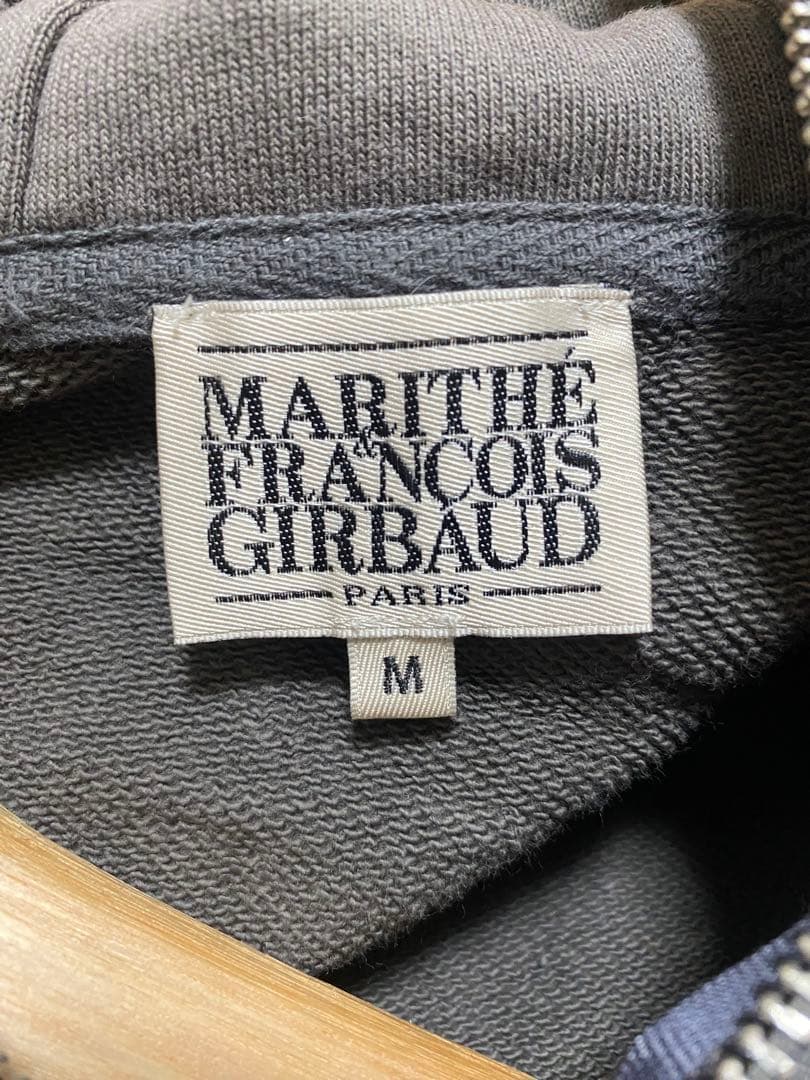 MARITHÉ
& FRANÇOIS
GIRBAUD
PARIS
M